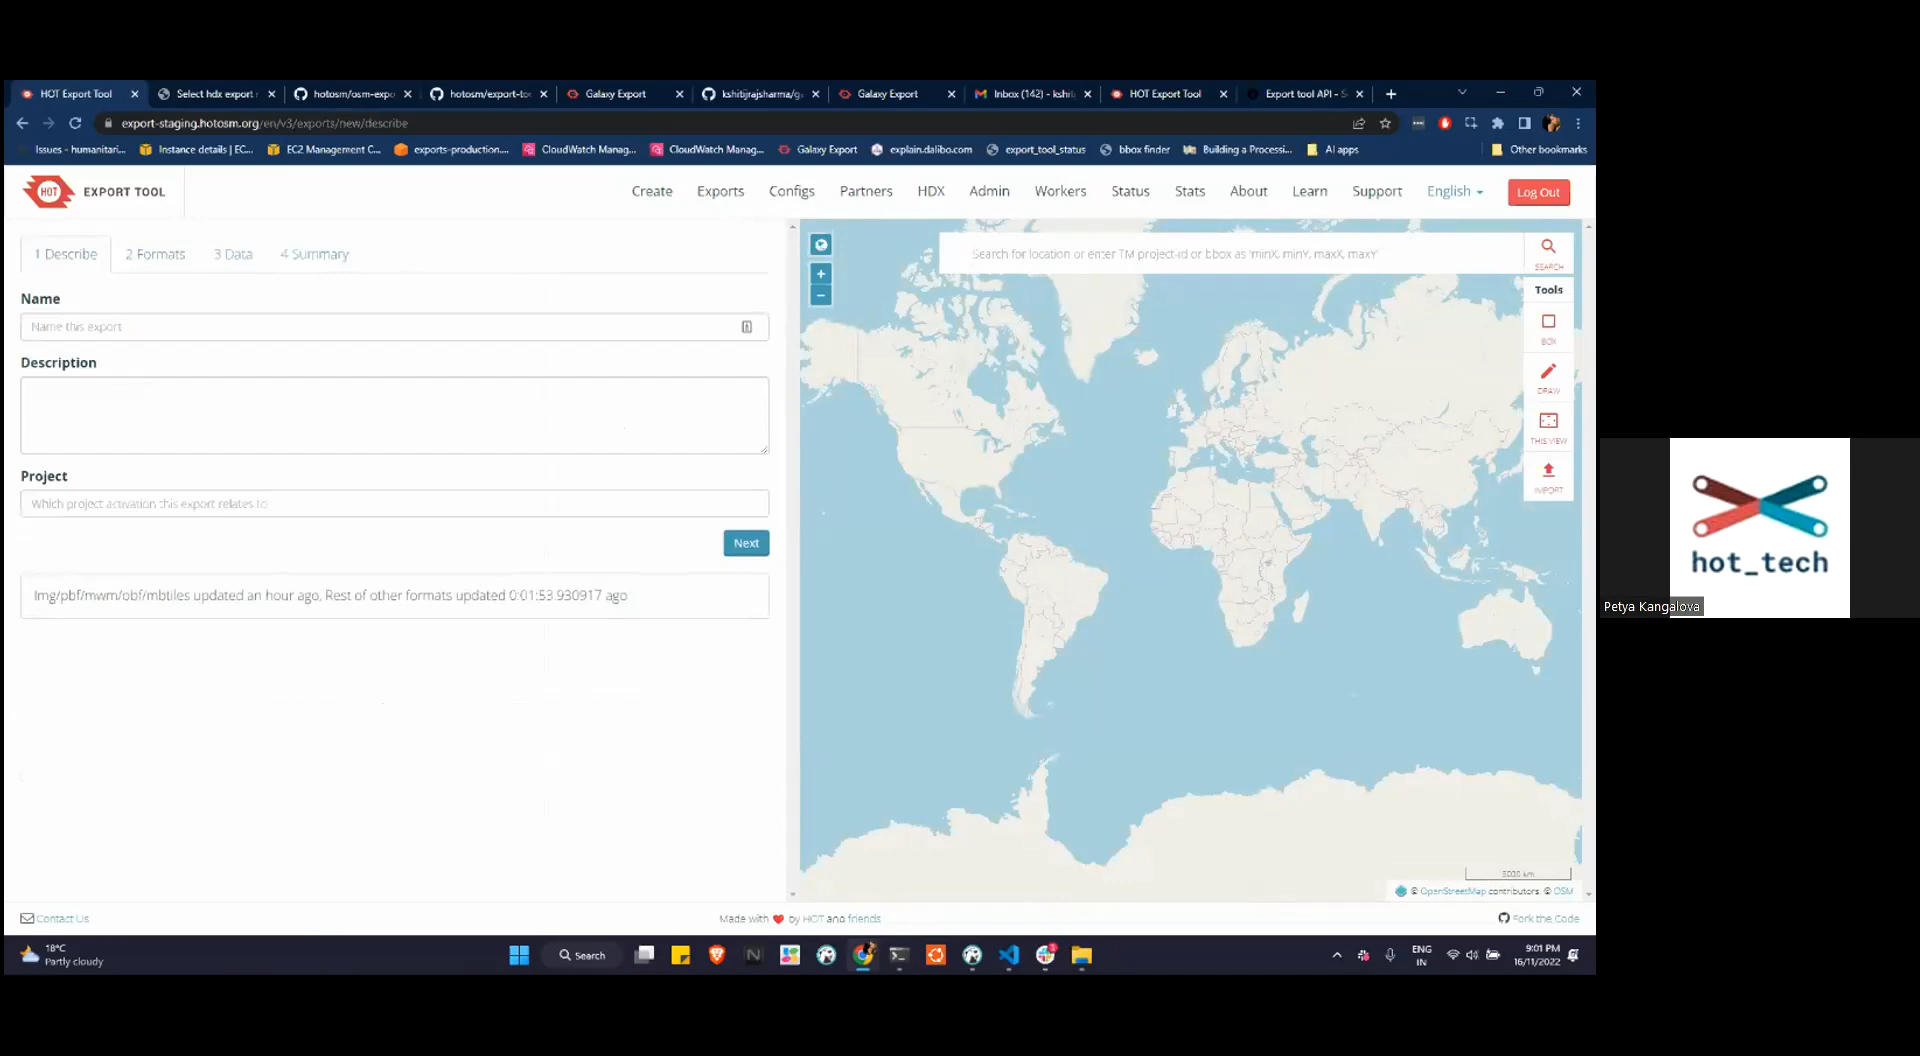 HOT Export Tool
Select hdx export r
hotosm/osm-expo
hotosm/export-to
Galaxy Export
kshitijrajsharma/g
Galaxy Export
Inbox (142) - kshit
HOT Export Tool
Export tool API - S
export-staging.hotosm.org/en/v3/exports/new/describe
Issues - humanitari...
Instance details | EC...
EC2 Management C...
exports-production....
CloudWatch Manag...
CloudWatch Manag...
Galaxy Export
explain.dalibo.com
export_tool_status
bbox finder
Building a Processi...
AI apps
Other bookmarks
HOT EXPORT TOOL
Create
Exports
Configs
Partners
HDX
Admin
Workers
Status
Stats
About
Learn
Support
English
Log Out
1 Describe
2 Formats
3 Data
4 Summary
Name
Name this export
Description
Project
Which project activation this export relates to
Next
Img/pbf/mwm/obf/mbtiles updated an hour ago, Rest of other formats updated 0:01:53.930917 ago
+
−
Search for location or enter TM project-id or bbox as 'minX, minY, maxX, maxY'
SEARCH
Tools
BOX
DRAW
THIS VIEW
IMPORT
5000 km
© OpenStreetMap contributors. © OSM
Contact Us
Made with ❤ by HOT and friends
Fork the Code
18°C
Partly cloudy
Search
ENG
IN
9:01 PM
16/11/2022
hot_tech
Petya Kangalova